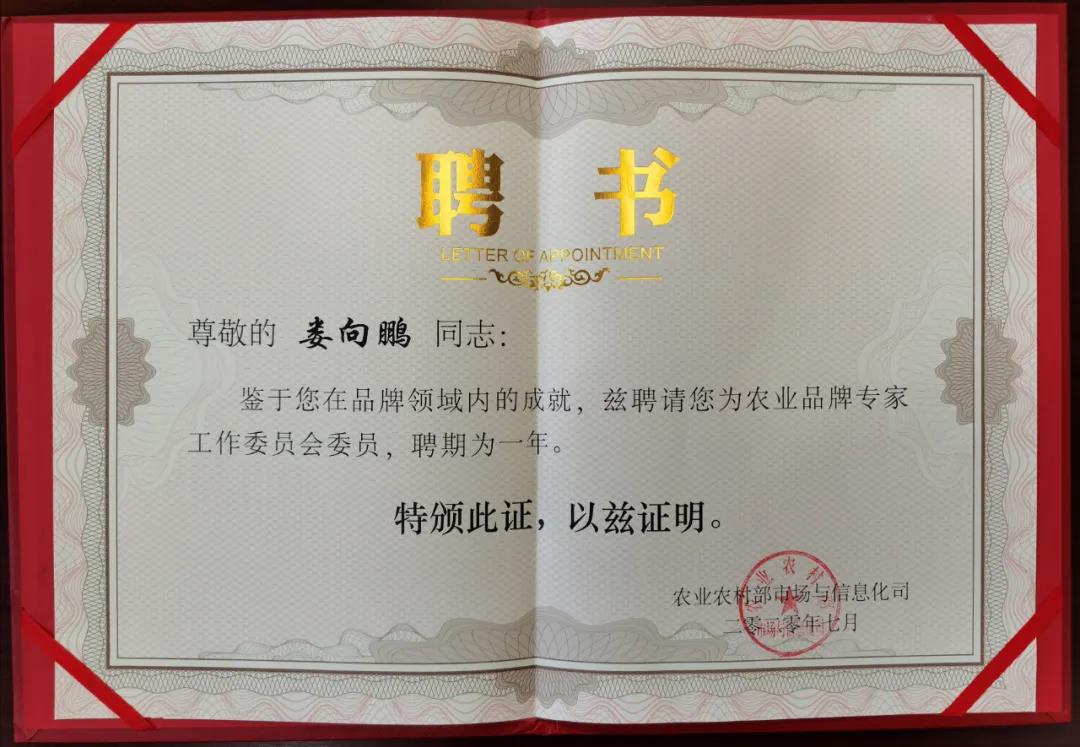 聘书
LETTER OF APPOINTMENT
尊敬的 娄向鹏 同志：
鉴于您在品牌领域内的成就，兹聘请您为农业品牌专家
工作委员会委员，聘期为一年。
特颁此证，以兹证明。
农业农村部市场与信息化司
二零二零年七月